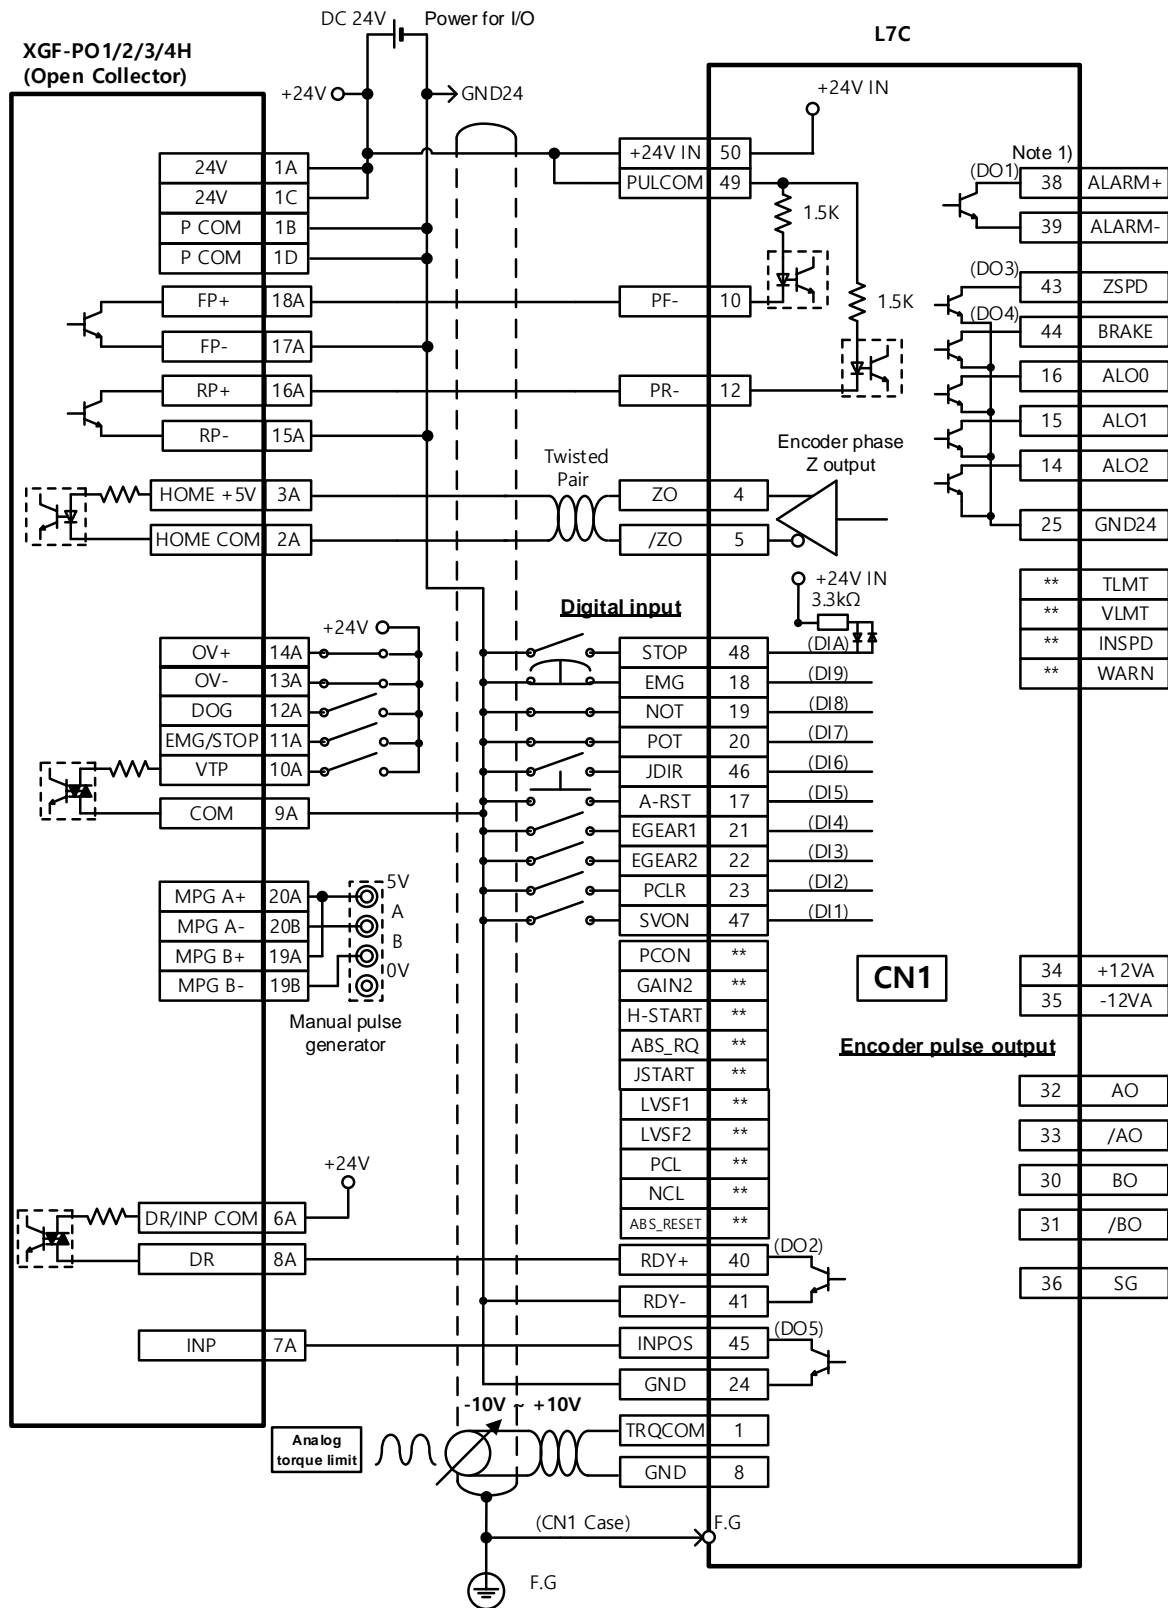 DC 24V
Power for I/O
L7C
XGF-PO1/2/3/4H
(Open Collector)
+24V
GND24
+24V IN
24V 1A
24V 1C
P COM 1B
P COM 1D
FP+ 18A
FP- 17A
RP+ 16A
RP- 15A
HOME +5V 3A
HOME COM 2A
+24V
OV+ 14A
OV- 13A
DOG 12A
EMG/STOP 11A
VTP 10A
COM 9A
MPG A+ 20A
MPG A- 20B
MPG B+ 19A
MPG B- 19B
5V
A
B
0V
Manual pulse
generator
+24V
DR/INP COM 6A
DR 8A
INP 7A
Analog
torque limit
-10V ~ +10V
Twisted
Pair
+24V IN 50
PULCOM 49
1.5K
1.5K
PF- 10
PR- 12
Encoder phase
Z output
ZO 4
/ZO 5
+24V IN
3.3kΩ
Digital input
STOP 48 (DIA)
EMG 18 (DI9)
NOT 19 (DI8)
POT 20 (DI7)
JDIR 46 (DI6)
A-RST 17 (DI5)
EGEAR1 21 (DI4)
EGEAR2 22 (DI3)
PCLR 23 (DI2)
SVON 47 (DI1)
PCON **
GAIN2 **
H-START **
ABS_RQ **
JSTART **
LVSF1 **
LVSF2 **
PCL **
NCL **
ABS_RESET **
RDY+ 40 (DO2)
RDY- 41
INPOS 45 (DO5)
GND 24
TRQCOM 1
GND 8
(CN1 Case)
F.G
F.G
Note 1)
(DO1) 38 ALARM+
39 ALARM-
(DO3) 43 ZSPD
(DO4) 44 BRAKE
16 ALO0
15 ALO1
14 ALO2
25 GND24
** TLMT
** VLMT
** INSPD
** WARN
CN1
34 +12VA
35 -12VA
Encoder pulse output
32 AO
33 /AO
30 BO
31 /BO
36 SG